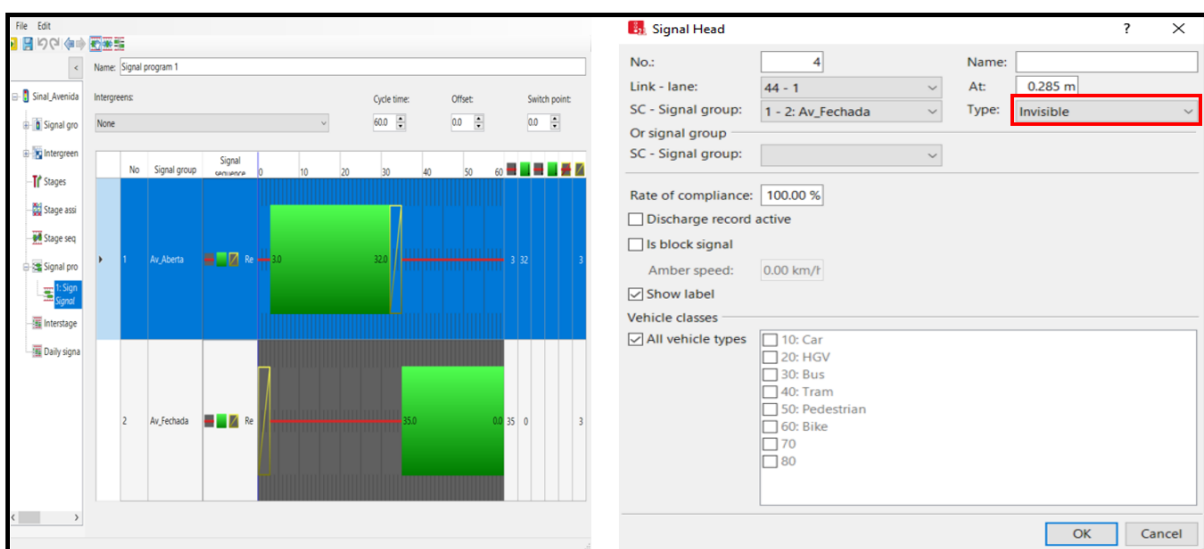 File Edit
<
Name: Signal program 1
Sinal_Avenida
Signal gro
Intergreen
Stages
Stage assi
Stage seq
Signal pro
1: Sign
Signal
Interstage
Daily signa
< >
Intergreens: Cycle time: Offset: Switch point:
None 60.0 0.0 0.0
No Signal group Signal sequence 0 10 20 30 40 50 60
1 Av_Aberta Re 3.0 32.0 3 32 3
2 Av_Fechada Re 35.0 0.0 35 0 3
Signal Head ? ×
No.: 4 Name:
Link - lane: 44 - 1 At: 0.285 m
SC - Signal group: 1 - 2: Av_Fechada Type: Invisible
Or signal group
SC - Signal group:
Rate of compliance: 100.00 %
Discharge record active
Is block signal
Amber speed: 0.00 km/h
Show label
Vehicle classes
All vehicle types
10: Car
20: HGV
30: Bus
40: Tram
50: Pedestrian
60: Bike
70
80
OK Cancel